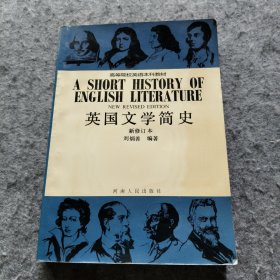 高等院校英语本科教材
A SHORT HISTORY OF
ENGLISH LITERATURE
NEW REVISED EDITION
英国文学简史
新修订本
刘炳善 编著
河南人民出版社